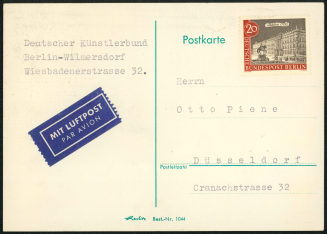 Deutscher Künstlerbund
Berlin-Wilmersdorf
Wiesbadenerstrasse 32.
MIT LUFTPOST
PAR AVION
Postkarte
20
DEUTSCHE BUNDESPOST BERLIN
Herrn
Otto Piene
Postleitzahl
Düsseldorf
Cranachstrasse 32
Best.-Nr. 1044